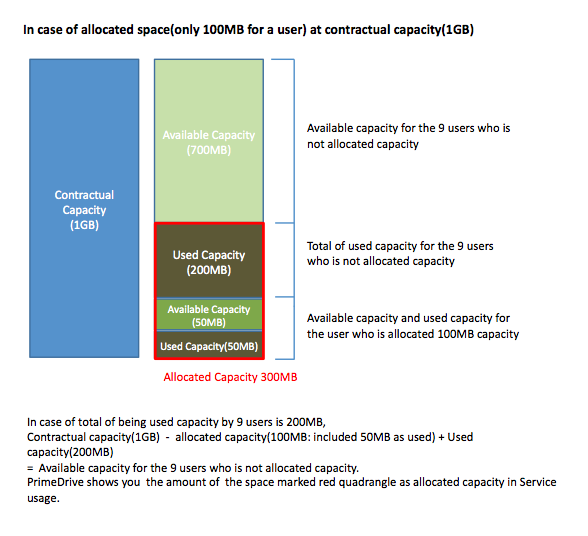 In case of allocated space(only 100MB for a user) at contractual capacity(1GB)
Contractual
Capacity
(1GB)
Available Capacity
(700MB)
Available capacity for the 9 users who is
not allocated capacity
Used Capacity
(200MB)
Total of used capacity for the 9 users
who is not allocated capacity
Available Capacity
(50MB)
Used Capacity(50MB)
Available capacity and used capacity for
the user who is allocated 100MB capacity
Allocated Capacity 300MB
In case of total of being used capacity by 9 users is 200MB,
Contractual capacity(1GB) - allocated capacity(100MB: included 50MB as used) + Used
capacity(200MB)
= Available capacity for the 9 users who is not allocated capacity.
PrimeDrive shows you the amount of the space marked red quadrangle as allocated capacity in Service
usage.